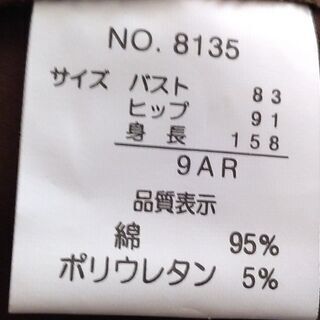 NO. 8135
サイズ バスト 83
ヒップ 91
身長 158
9AR
品質表示
綿 95%
ポリウレタン 5%